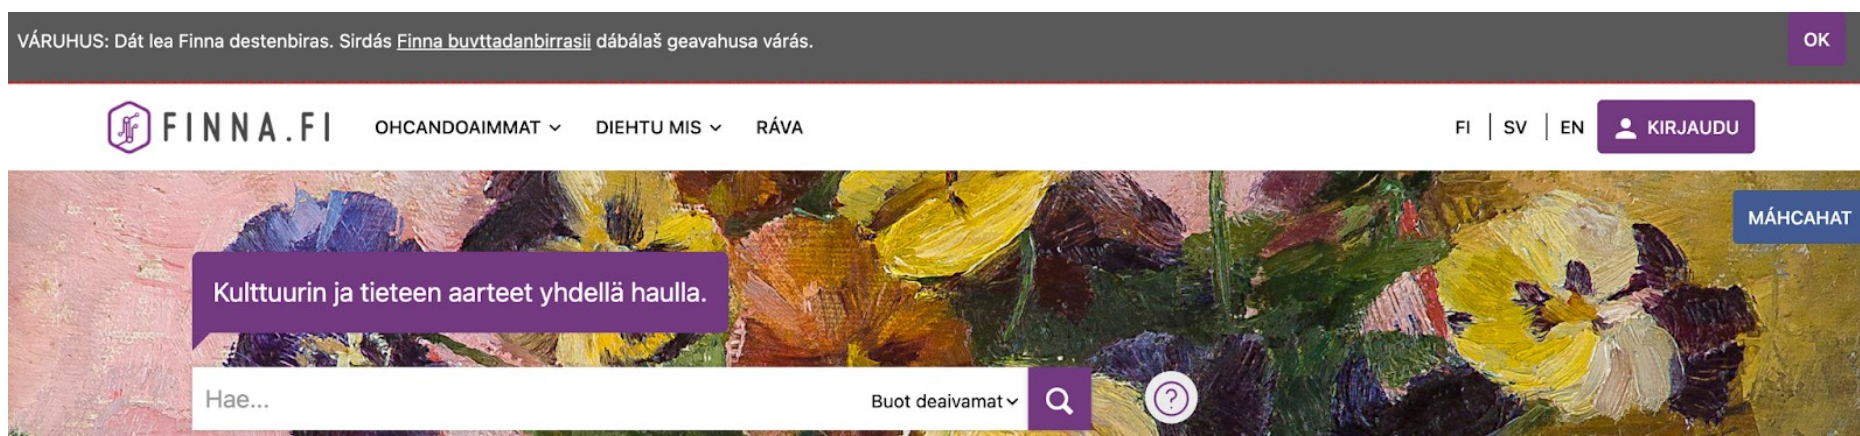 VÁRUHUS: Dát lea Finna destenbiras. Sirdás Finna buvttadanbirrasii dábálaš geavahusa várás.
OK
FINNA.FI OHCANDOAIMMAT DIEHTU MIS RÁVA FI | SV | EN KIRJAUDU
MÁHCAHAT
Kulttuurin ja tieteen aarteet yhdellä haulla.
Hae... Buot deaivamat ?